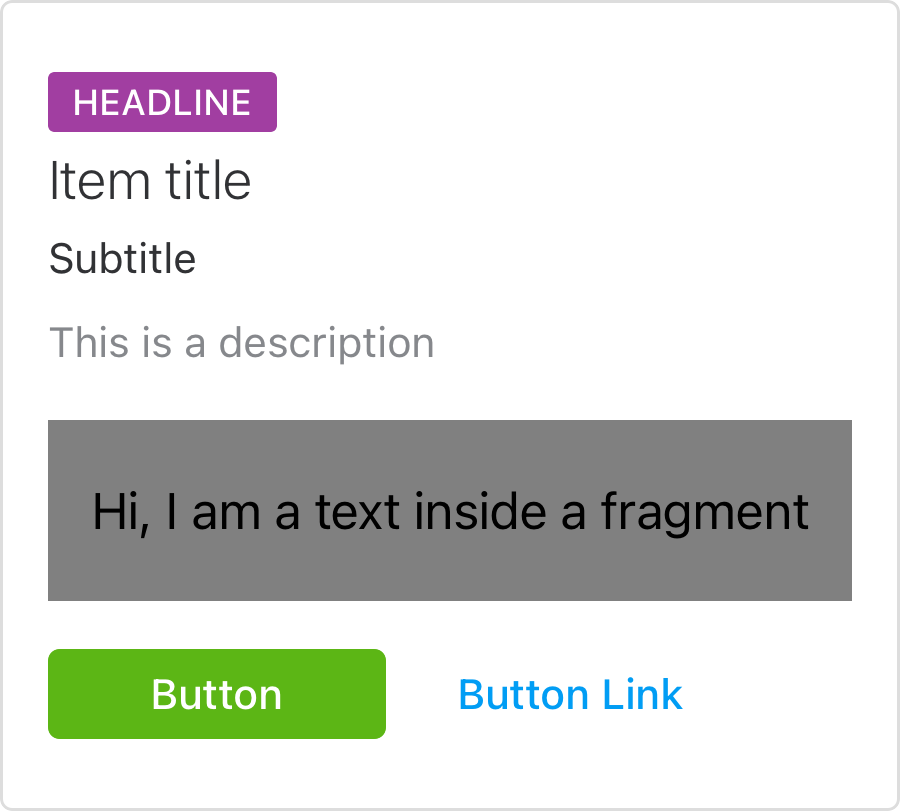 HEADLINE
Item title
Subtitle
This is a description
Hi, I am a text inside a fragment
Button
Button Link